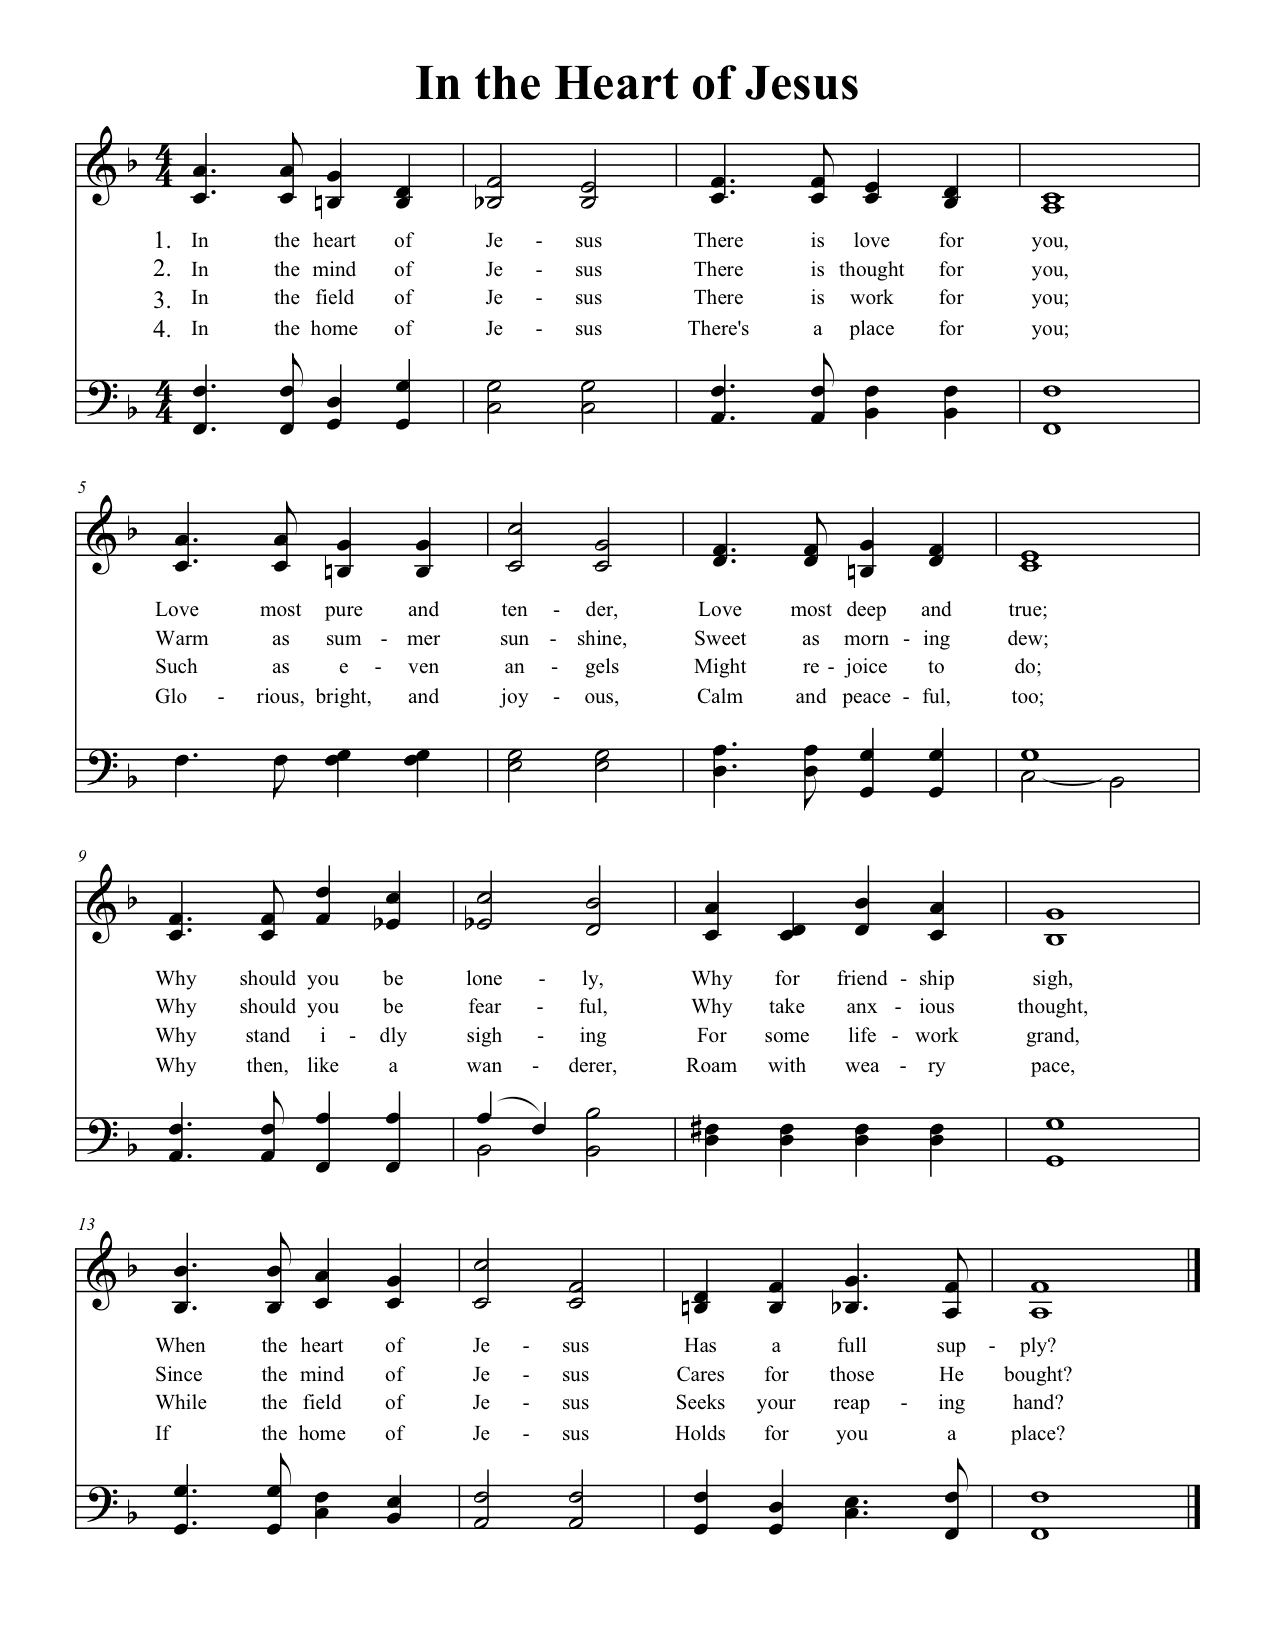 In the Heart of Jesus
4
4
1. In the heart of Je - sus There is love for you,
2. In the mind of Je - sus There is thought for you,
3. In the field of Je - sus There is work for you;
4. In the home of Je - sus There's a place for you;
4
4
5
Love most pure and ten - der, Love most deep and true;
Warm as sum - mer sun - shine, Sweet as morn - ing dew;
Such as e - ven an - gels Might re - joice to do;
Glo - rious, bright, and joy - ous, Calm and peace - ful, too;
9
Why should you be lone - ly, Why for friend - ship sigh,
Why should you be fear - ful, Why take anx - ious thought,
Why stand i - dly sigh - ing For some life - work grand,
Why then, like a wan - derer, Roam with wea - ry pace,
13
When the heart of Je - sus Has a full sup - ply?
Since the mind of Je - sus Cares for those He bought?
While the field of Je - sus Seeks your reap - ing hand?
If the home of Je - sus Holds for you a place?